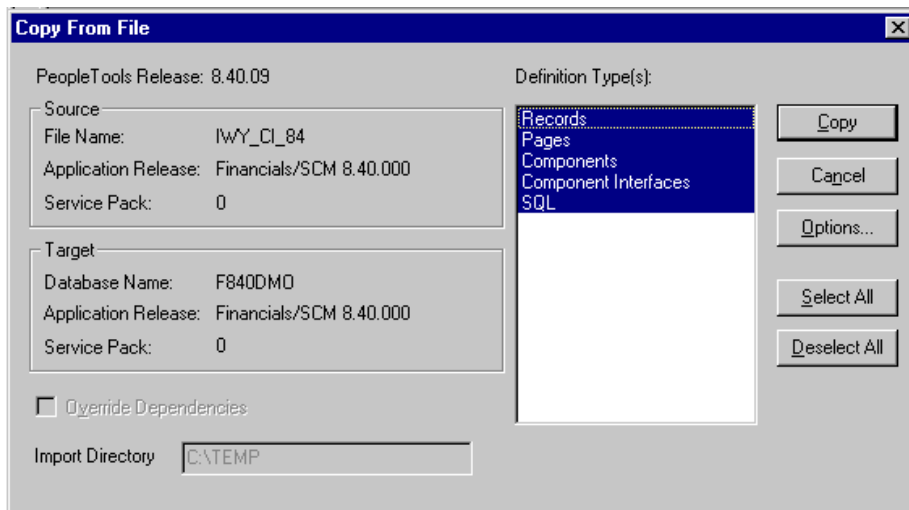 Copy From File
PeopleTools Release: 8.40.09
Source
File Name: IWY_CI_84
Application Release: Financials/SCM 8.40.000
Service Pack: 0
Target
Database Name: F840DMO
Application Release: Financials/SCM 8.40.000
Service Pack: 0
Override Dependencies
Import Directory C:\TEMP
Definition Type(s):
Records
Pages
Components
Component Interfaces
SQL
Copy
Cancel
Options...
Select All
Deselect All